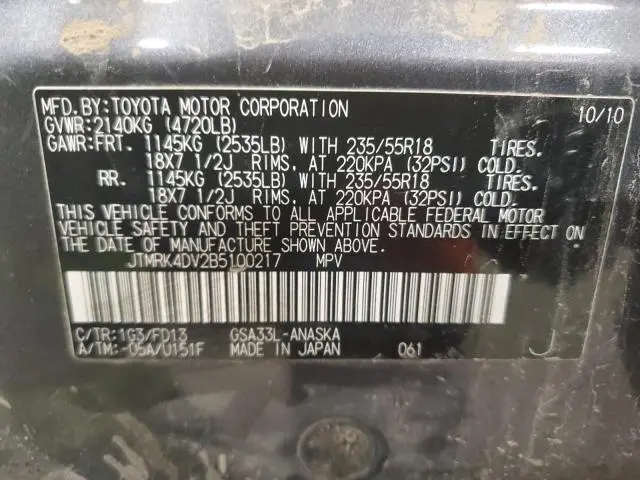 MFD.BY:TOYOTA MOTOR CORPORATION 10/10
GVWR:2140KG (4720LB)
GAWR:FRT. 1145KG (2535LB) WITH 235/55R18 TIRES.
18X7 1/2J RIMS, AT 220KPA (32PSI) COLD.
RR. 1145KG (2535LB) WITH 235/55R18 TIRES.
18X7 1/2J RIMS, AT 220KPA (32PSI) COLD.
THIS VEHICLE CONFORMS TO ALL APPLICABLE FEDERAL MOTOR
VEHICLE SAFETY AND THEFT PREVENTION STANDARDS IN EFFECT ON
THE DATE OF MANUFACTURE SHOWN ABOVE.
JTMRK4DV2B5100217 MPV
C/TR:1G3/FD13 GSA33L-ANASKA
A/TM:-05A/U151F MADE IN JAPAN 061 J